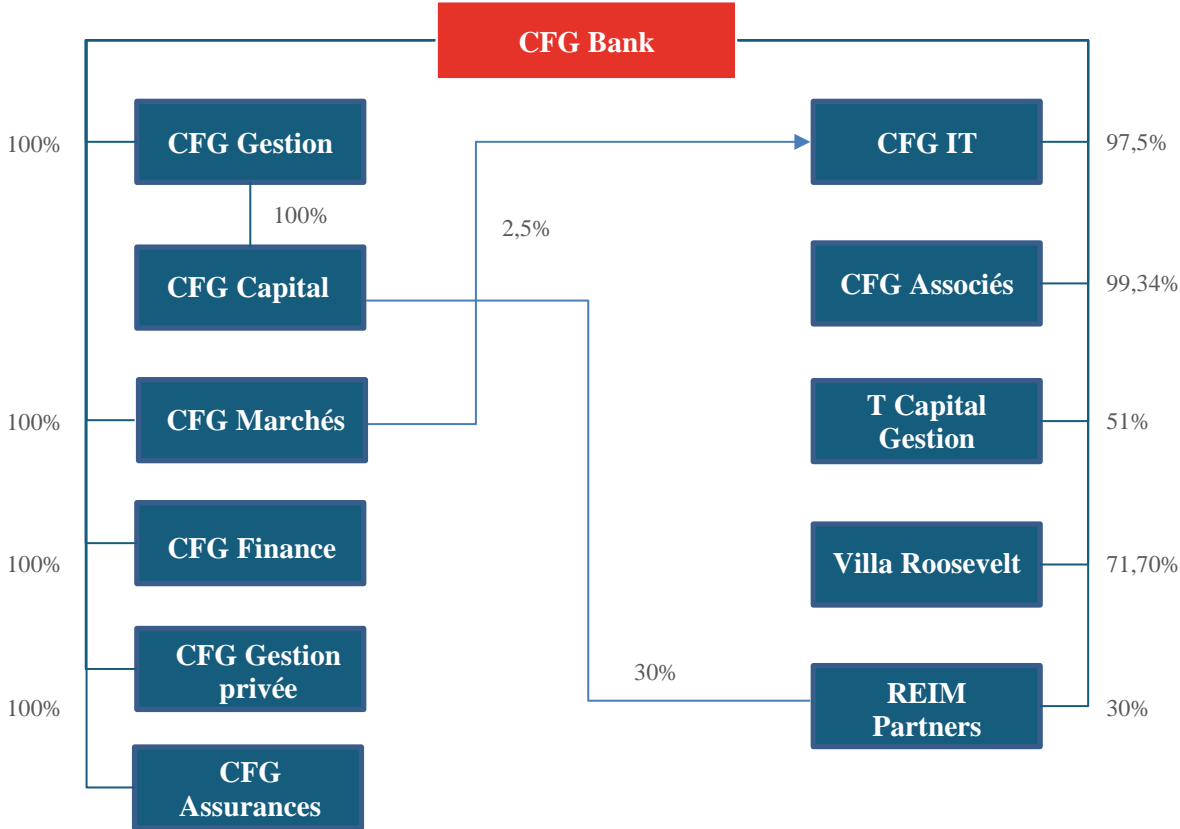 CFG Bank
100%
CFG Gestion
CFG IT
97,5%
100%
2,5%
CFG Capital
CFG Associés
99,34%
100%
CFG Marchés
T Capital
Gestion
51%
100%
CFG Finance
Villa Roosevelt
71,70%
CFG Gestion
privée
30%
REIM
Partners
30%
100%
CFG
Assurances